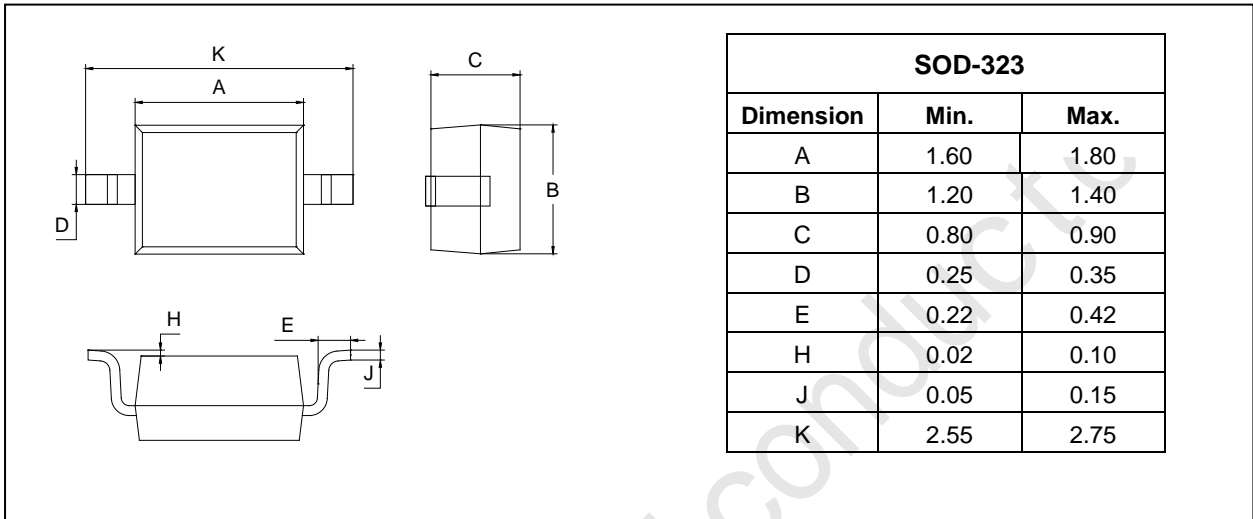 K
A
C
D
B
H
E
J
SOD-323
Dimension Min. Max.
A 1.60 1.80
B 1.20 1.40
C 0.80 0.90
D 0.25 0.35
E 0.22 0.42
H 0.02 0.10
J 0.05 0.15
K 2.55 2.75
conduct